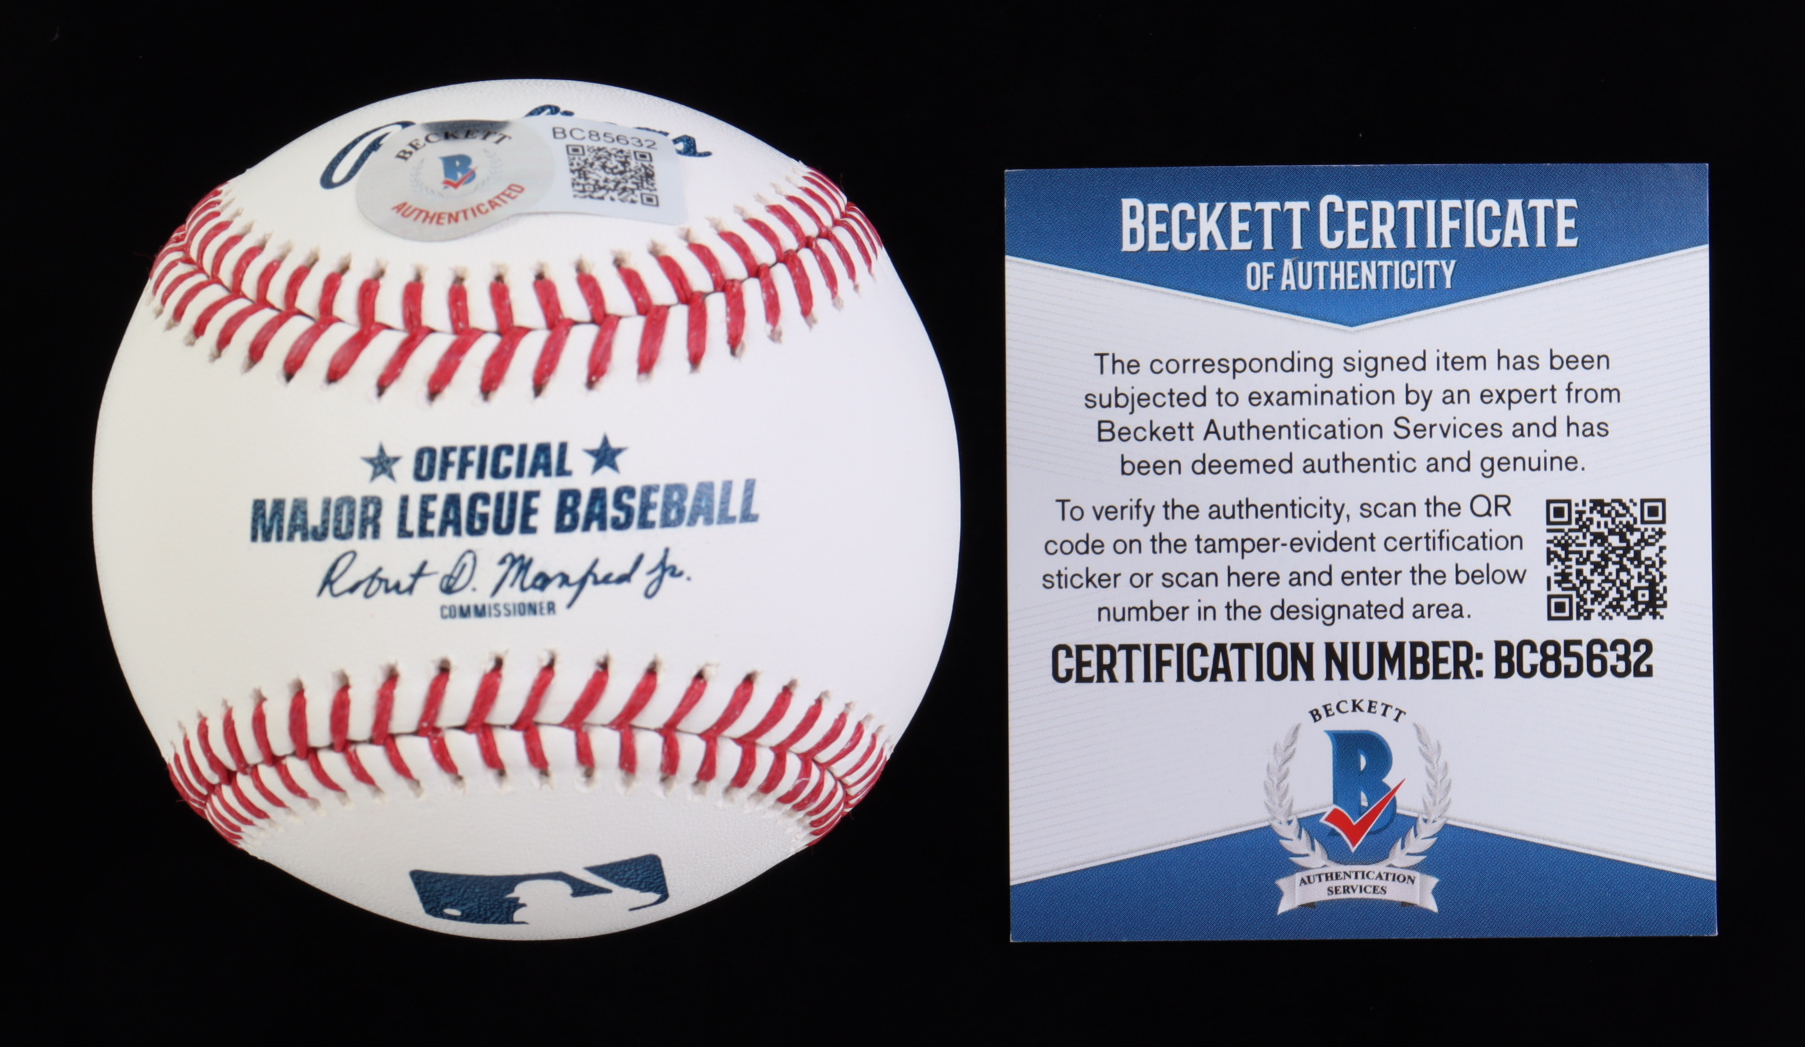 BECKETT
AUTHENTICATED
BC85632
OFFICIAL
MAJOR LEAGUE BASEBALL
Robert D. Manfred Jr.
COMMISSIONER
BECKETT CERTIFICATE
OF AUTHENTICITY
The corresponding signed item has been
subjected to examination by an expert from
Beckett Authentication Services and has
been deemed authentic and genuine.
To verify the authenticity, scan the QR
code on the tamper-evident certification
sticker or scan here and enter the below
number in the designated area.
CERTIFICATION NUMBER: BC85632
BECKETT
B
AUTHENTICATION
SERVICES